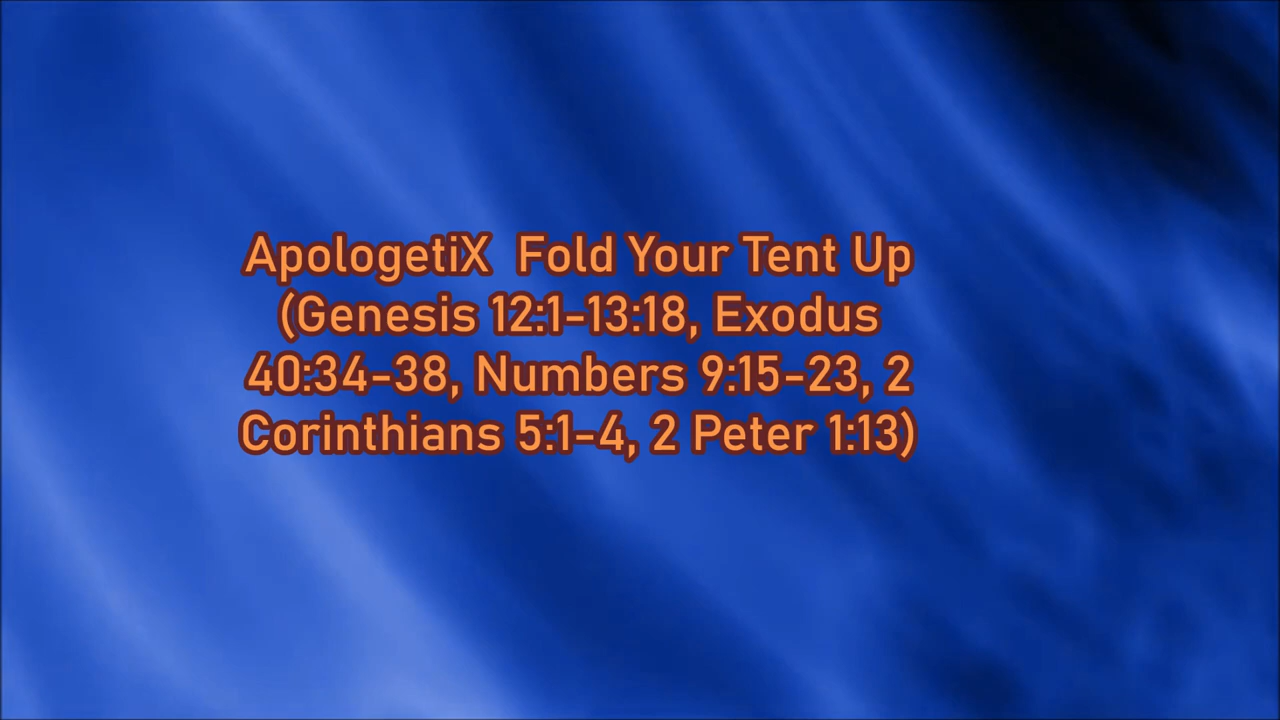 ApologetiX  Fold Your Tent Up
(Genesis 12:1-13:18, Exodus
40:34-38, Numbers 9:15-23, 2
Corinthians 5:1-4, 2 Peter 1:13)